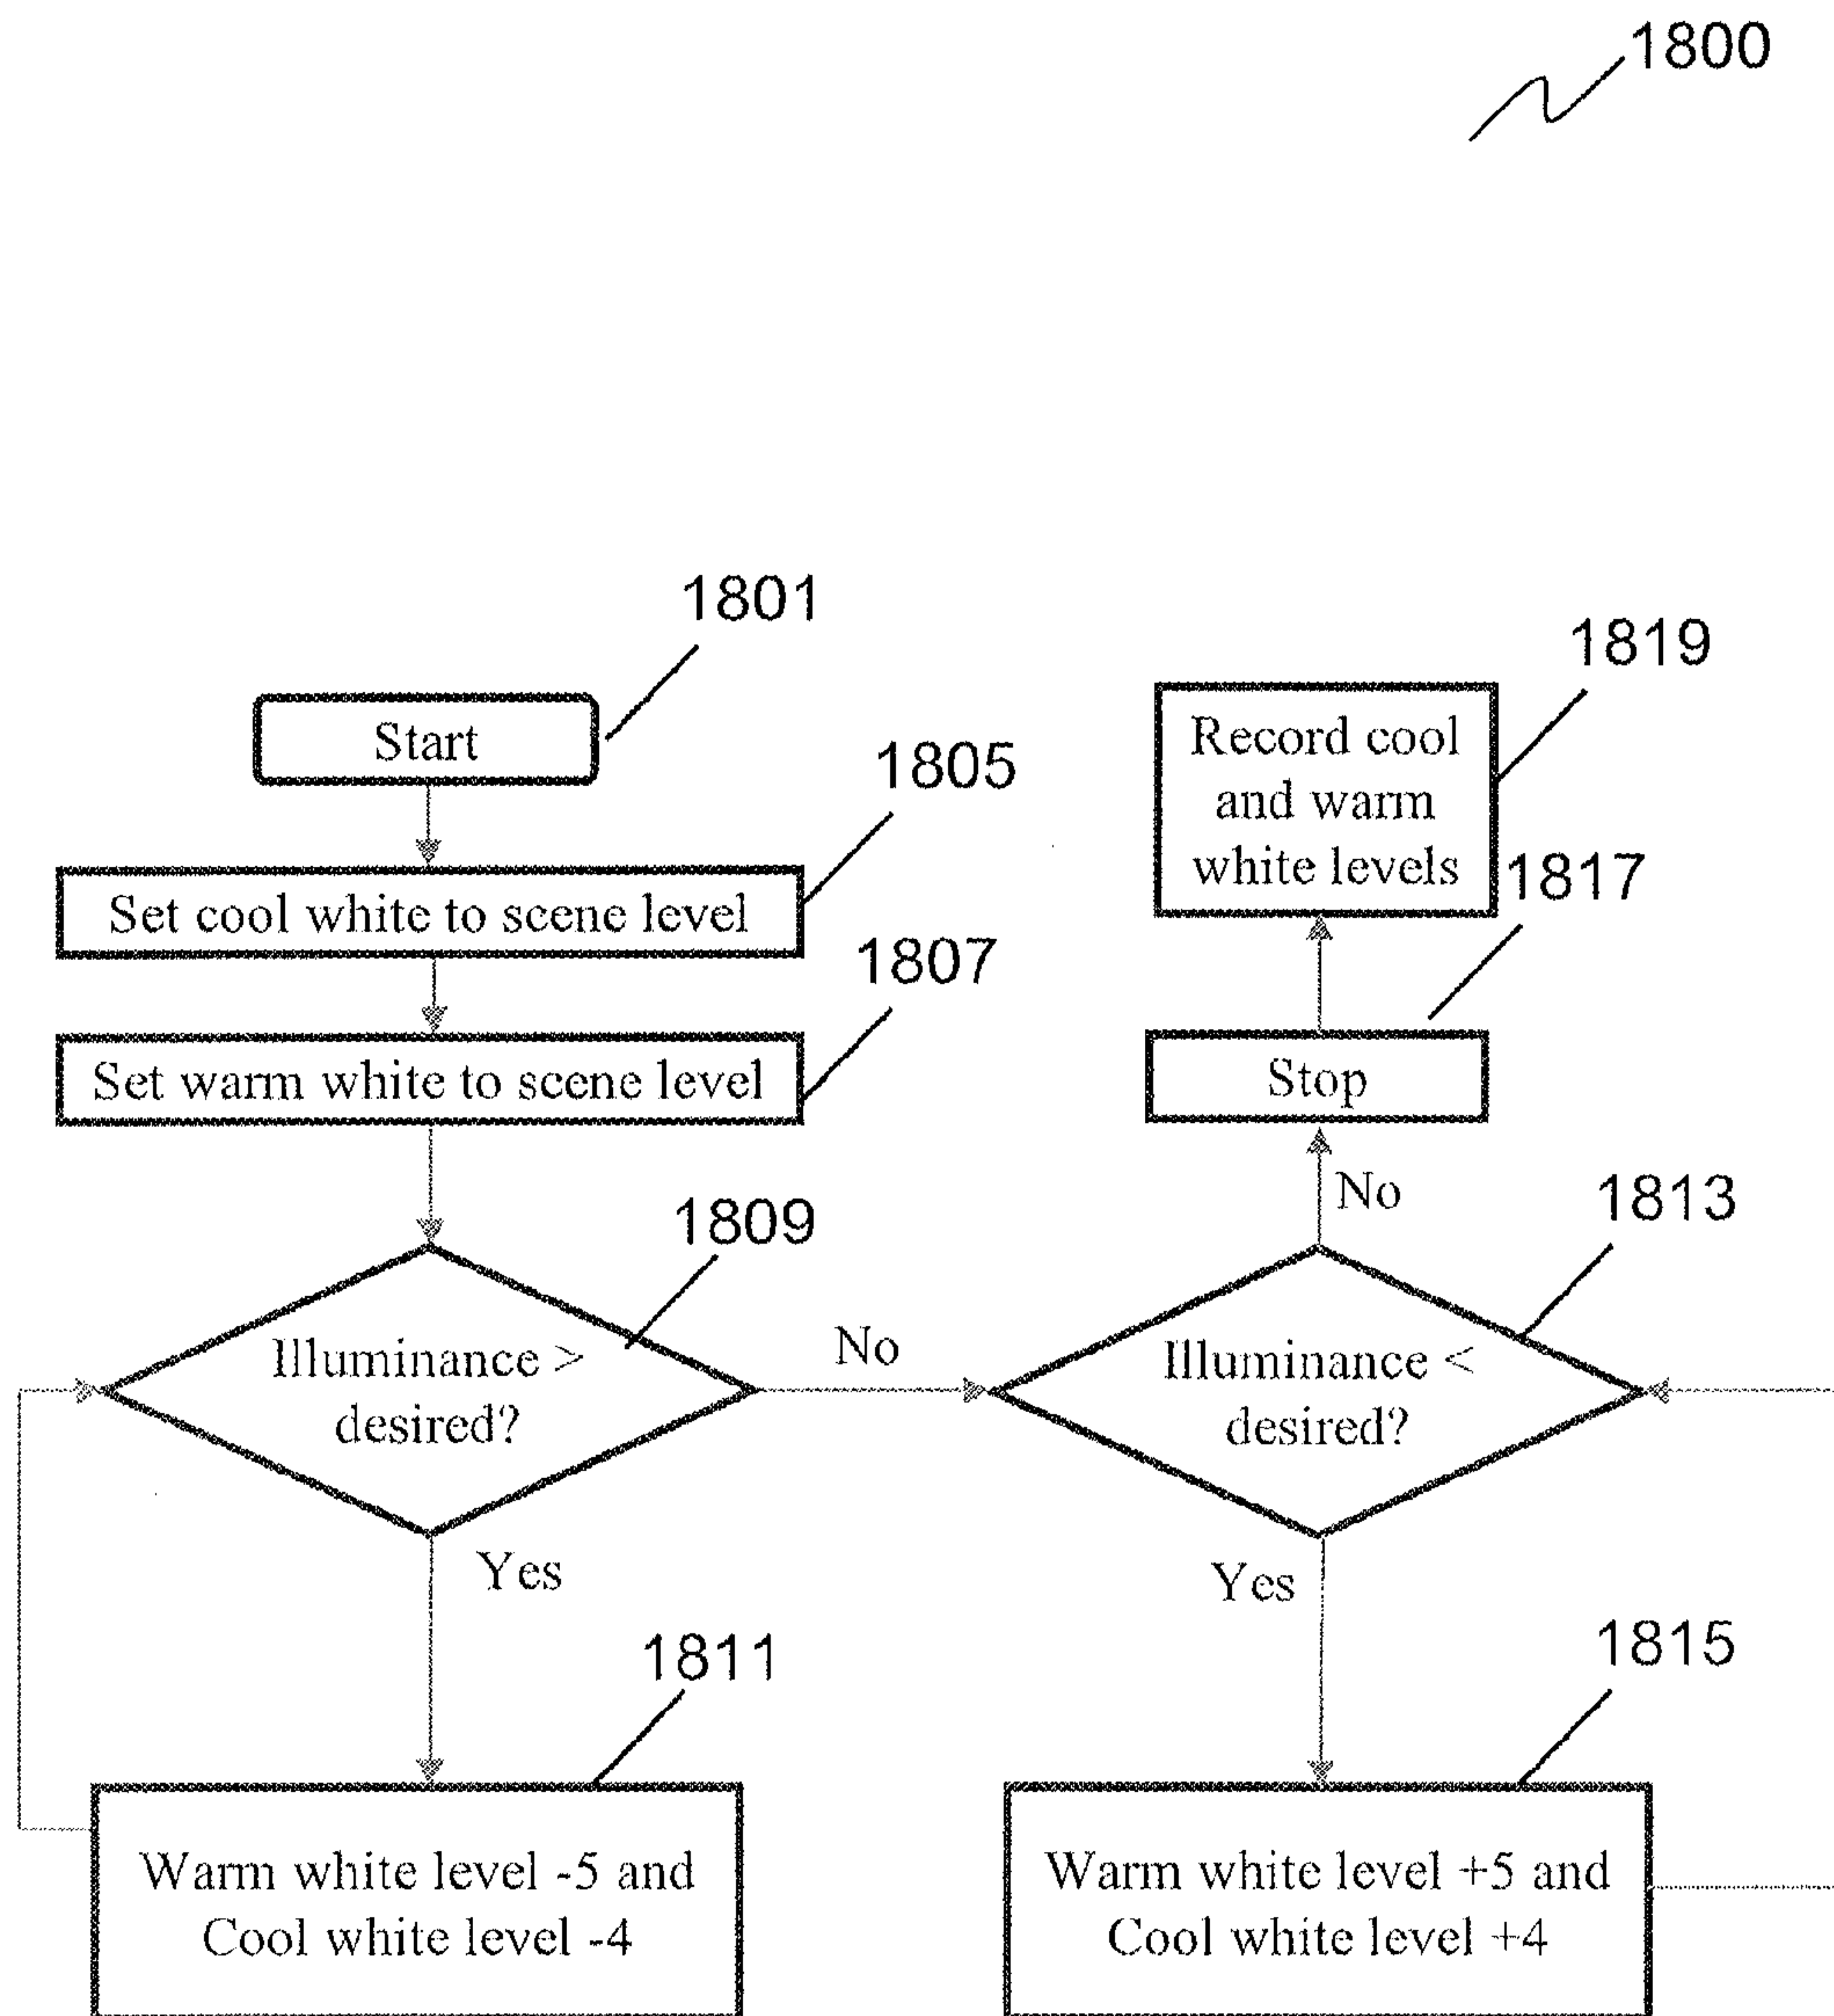 1800
1801
Start
1805
Set cool white to scene level
1807
Set warm white to scene level
1809
Illuminance >
desired?
No
Yes
1811
Warm white level -5 and
Cool white level -4
1819
Record cool
and warm
white levels
1817
Stop
No
1813
Illuminance <
desired?
Yes
1815
Warm white level +5 and
Cool white level +4